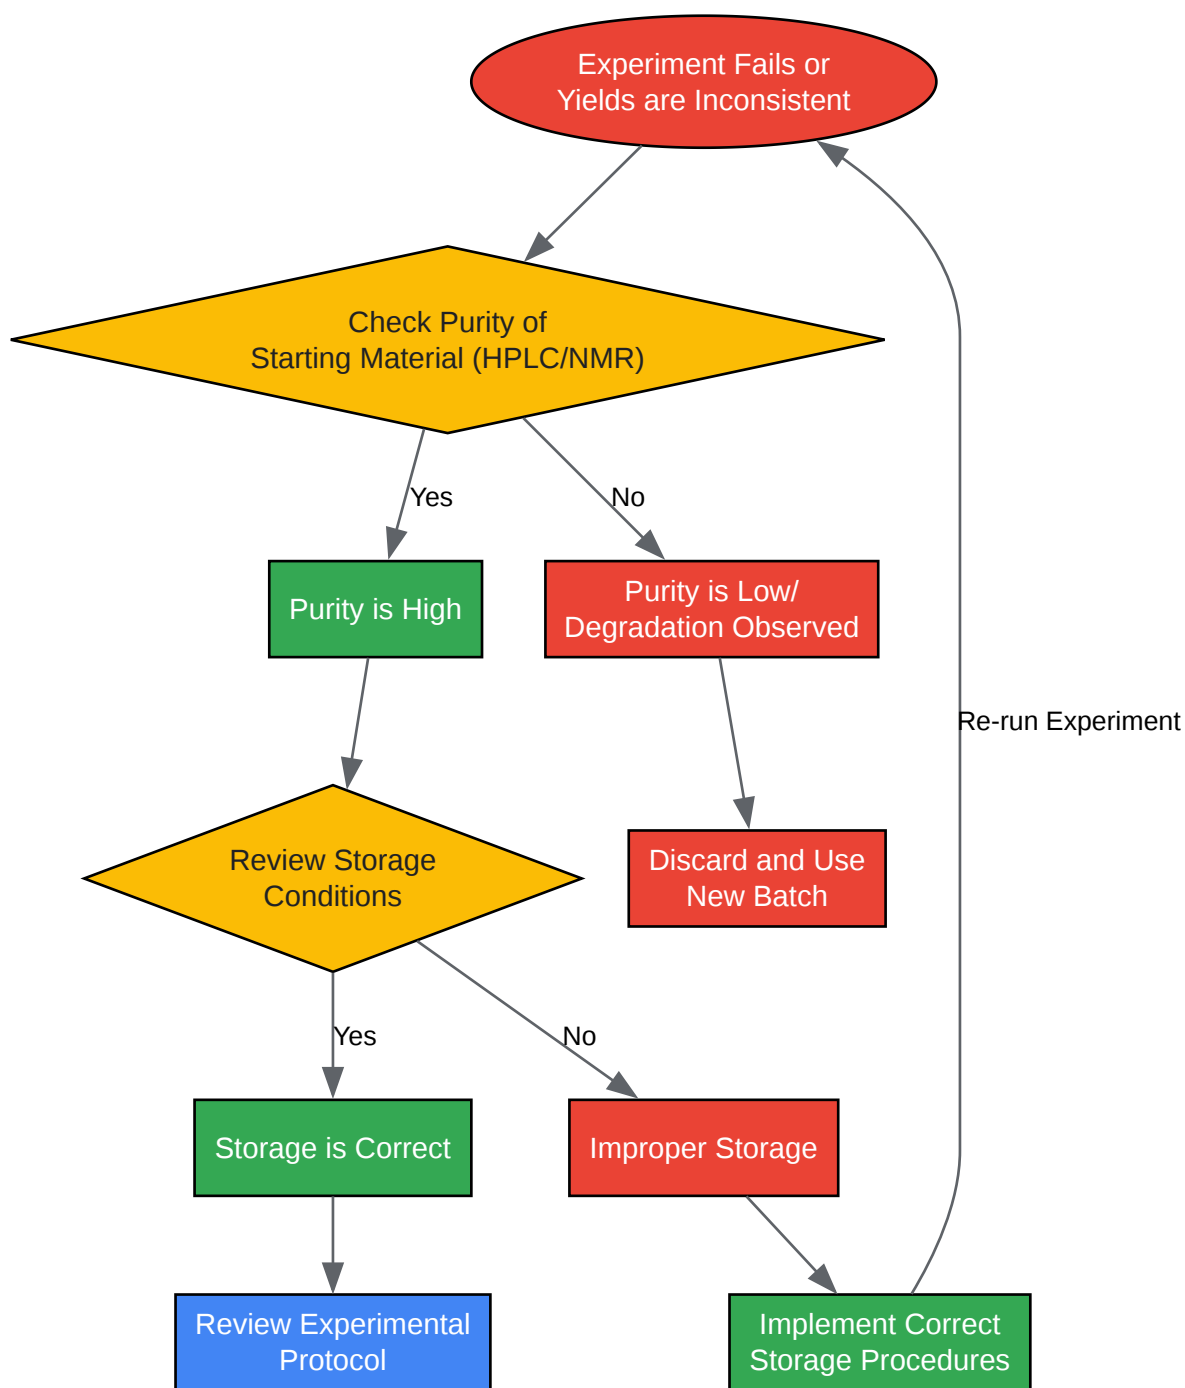 Experiment Fails or
Yields are Inconsistent
Check Purity of
Starting Material (HPLC/NMR)
Yes
No
Purity is High
Purity is Low/
Degradation Observed
Re-run Experiment
Review Storage
Conditions
Discard and Use
New Batch
Yes
No
Storage is Correct
Improper Storage
Review Experimental
Protocol
Implement Correct
Storage Procedures